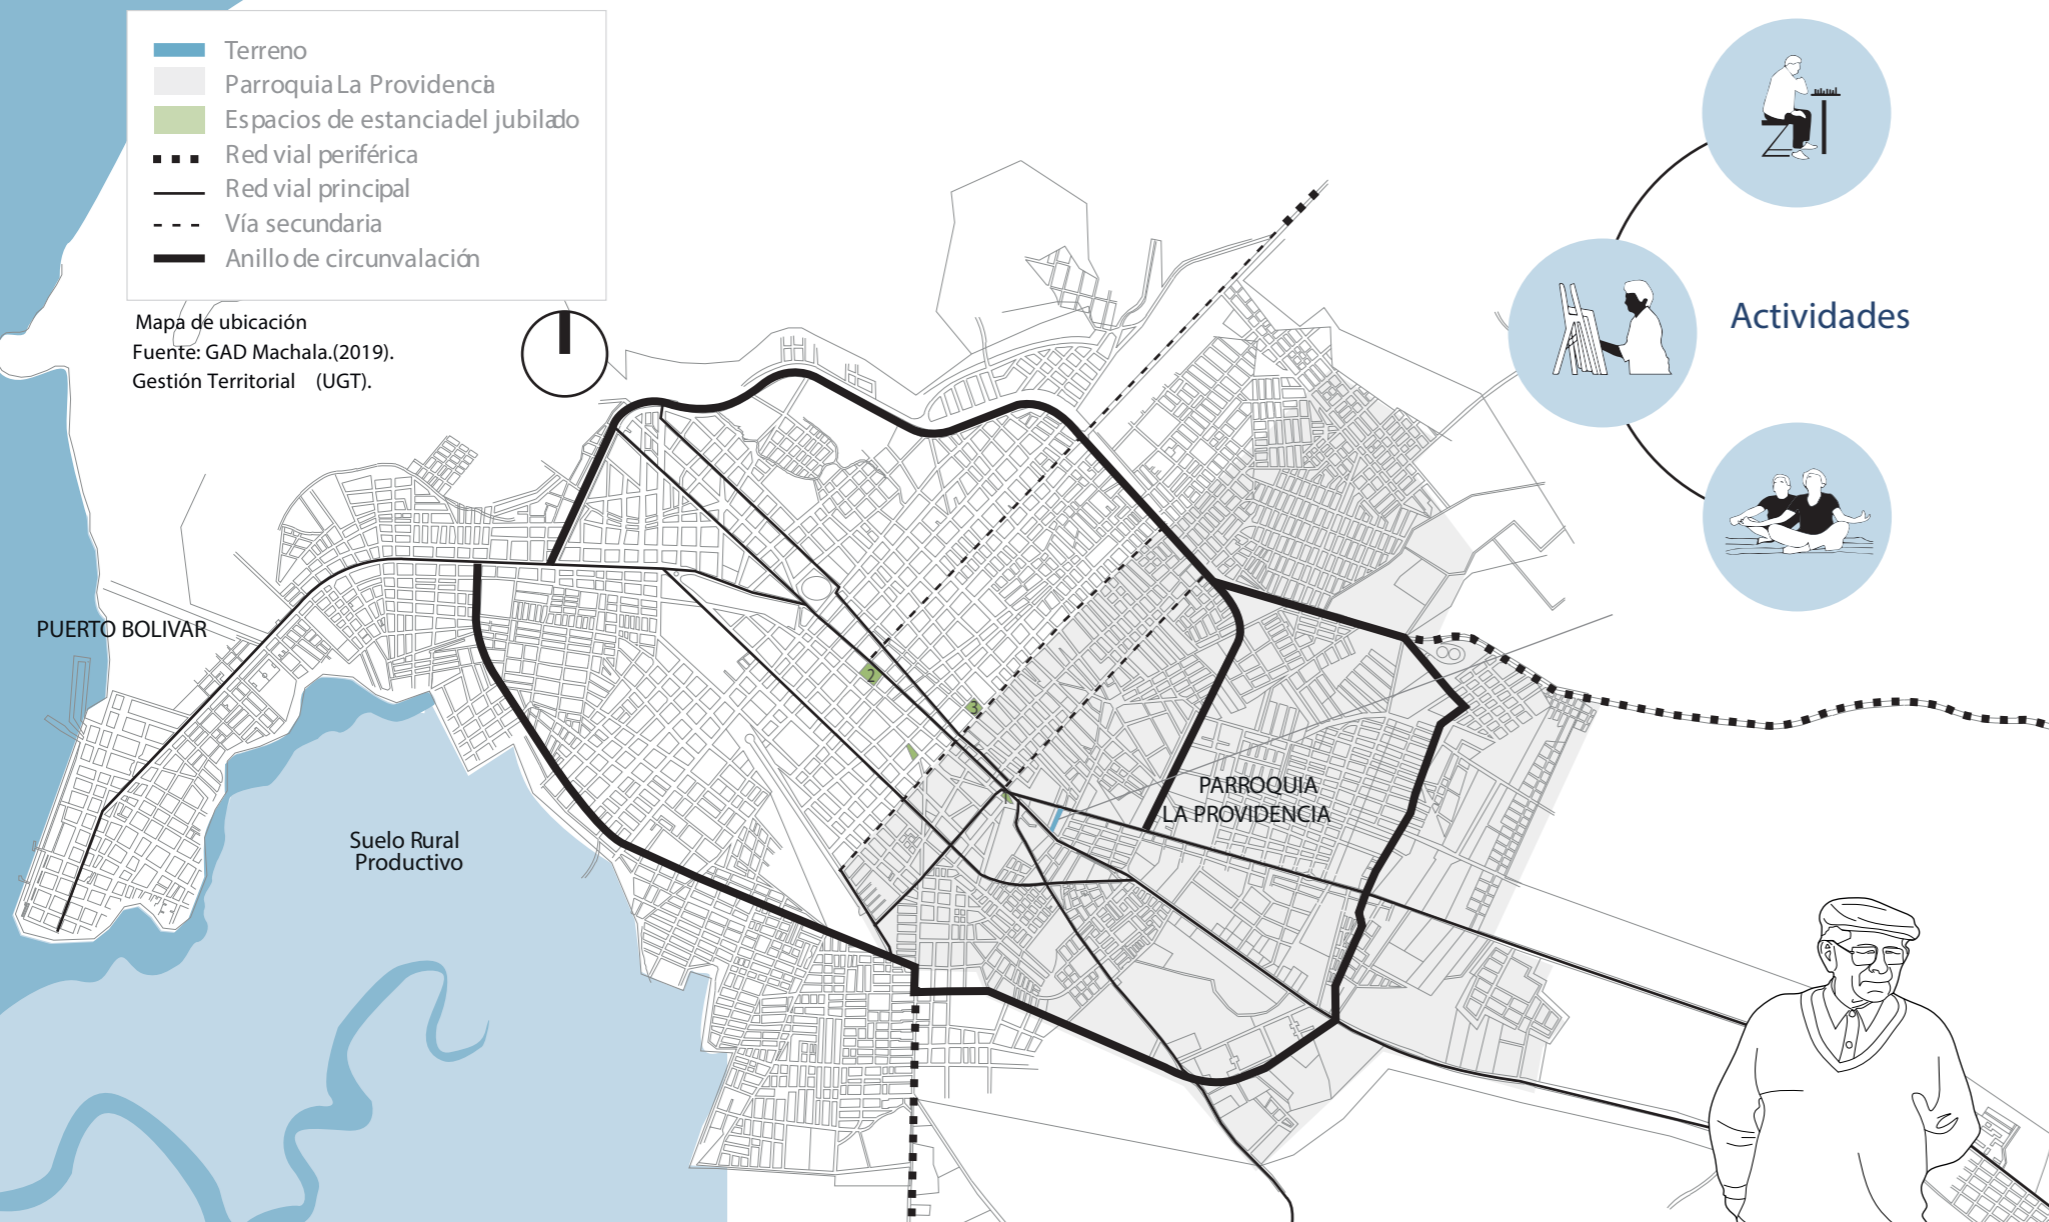 Terreno
Parroquia La Providencia
Espacios de estancia del jubilado
Red vial periférica
Red vial principal
Vía secundaria
Anillo de circunvalación
Mapa de ubicación
Fuente: GAD Machala.(2019).
Gestión Territorial (UGT).
Actividades
PUERTO BOLIVAR
2
3
1
PARROQUIA
LA PROVIDENCIA
Suelo Rural
Productivo